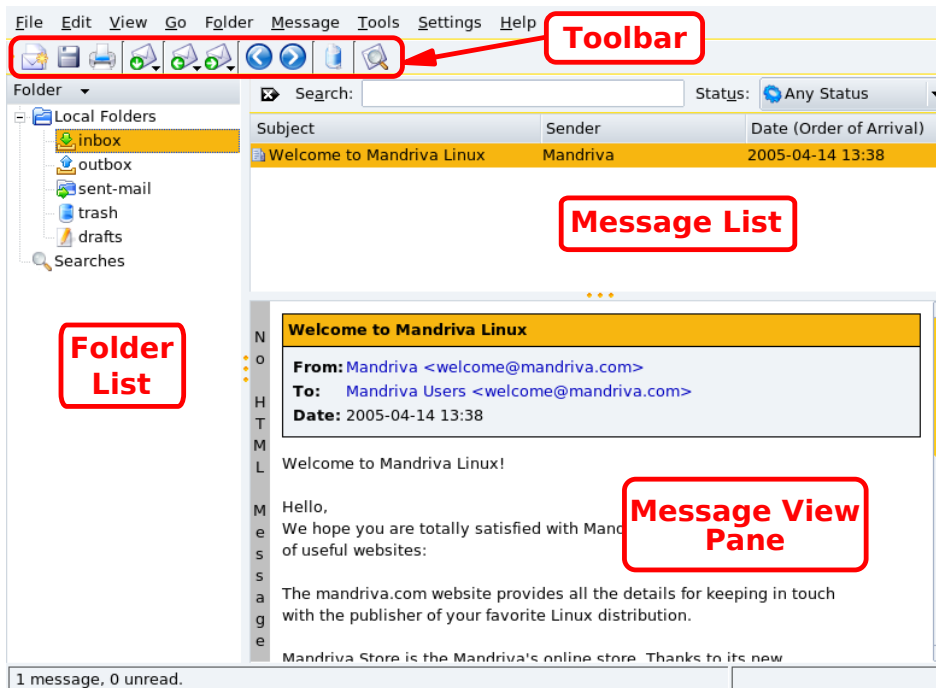 File Edit View Go Folder Message Tools Settings Help
Toolbar
Folder
Search:
Status: Any Status
Local Folders
inbox
outbox
sent-mail
trash
drafts
Searches
Subject Sender Date (Order of Arrival)
Welcome to Mandriva Linux Mandriva 2005-04-14 13:38
Message List
Folder
List
No HTML Message
Welcome to Mandriva Linux
From: Mandriva <welcome@mandriva.com>
To: Mandriva Users <welcome@mandriva.com>
Date: 2005-04-14 13:38
Welcome to Mandriva Linux!
Hello,
We hope you are totally satisfied with Mand
of useful websites:
Message View
Pane
The mandriva.com website provides all the details for keeping in touch
with the publisher of your favorite Linux distribution.
Mandriva Store is the Mandriva's online store. Thanks to its new
1 message, 0 unread.